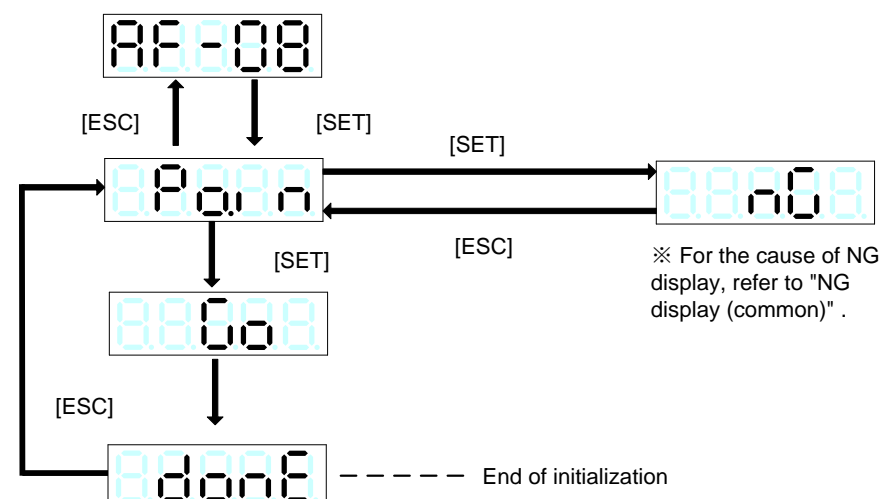 AF-08
[ESC]
[SET]
[SET]
Pa.in
nG
[ESC]
[SET]
※ For the cause of NG
display, refer to "NG
display (common)" .
Go
[ESC]
donE
End of initialization